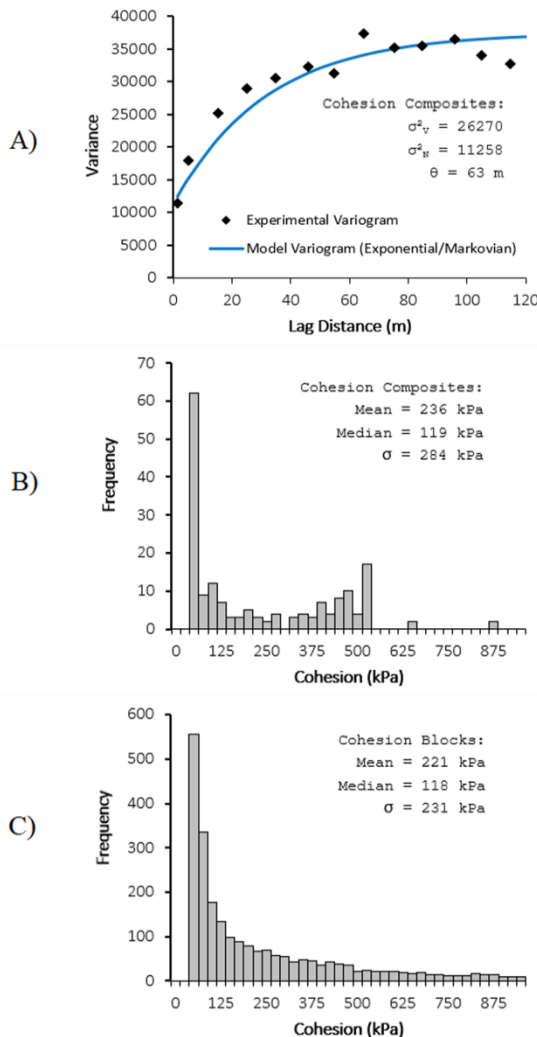 A)
40000
35000
30000
25000
20000
15000
10000
5000
0
Variance
Cohesion Composites:
σ²V = 26270
σ²N = 11258
θ = 63 m
Experimental Variogram
Model Variogram (Exponential/Markovian)
0 20 40 60 80 100 120
Lag Distance (m)
B)
70
60
50
40
30
20
10
0
Frequency
Cohesion Composites:
Mean = 236 kPa
Median = 119 kPa
σ = 284 kPa
0 125 250 375 500 625 750 875
Cohesion (kPa)
C)
600
500
400
300
200
100
0
Frequency
Cohesion Blocks:
Mean = 221 kPa
Median = 118 kPa
σ = 231 kPa
0 125 250 375 500 625 750 875
Cohesion (kPa)